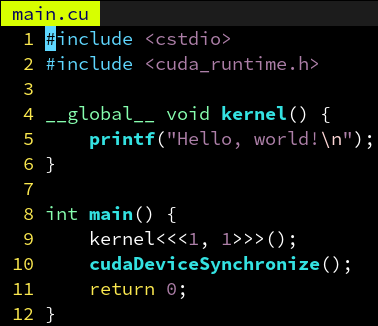 main.cu
1 #include <cstdio>
2 #include <cuda_runtime.h>
3
4 __global__ void kernel() {
5     printf("Hello, world!\n");
6 }
7
8 int main() {
9     kernel<<<1, 1>>>();
10     cudaDeviceSynchronize();
11     return 0;
12 }